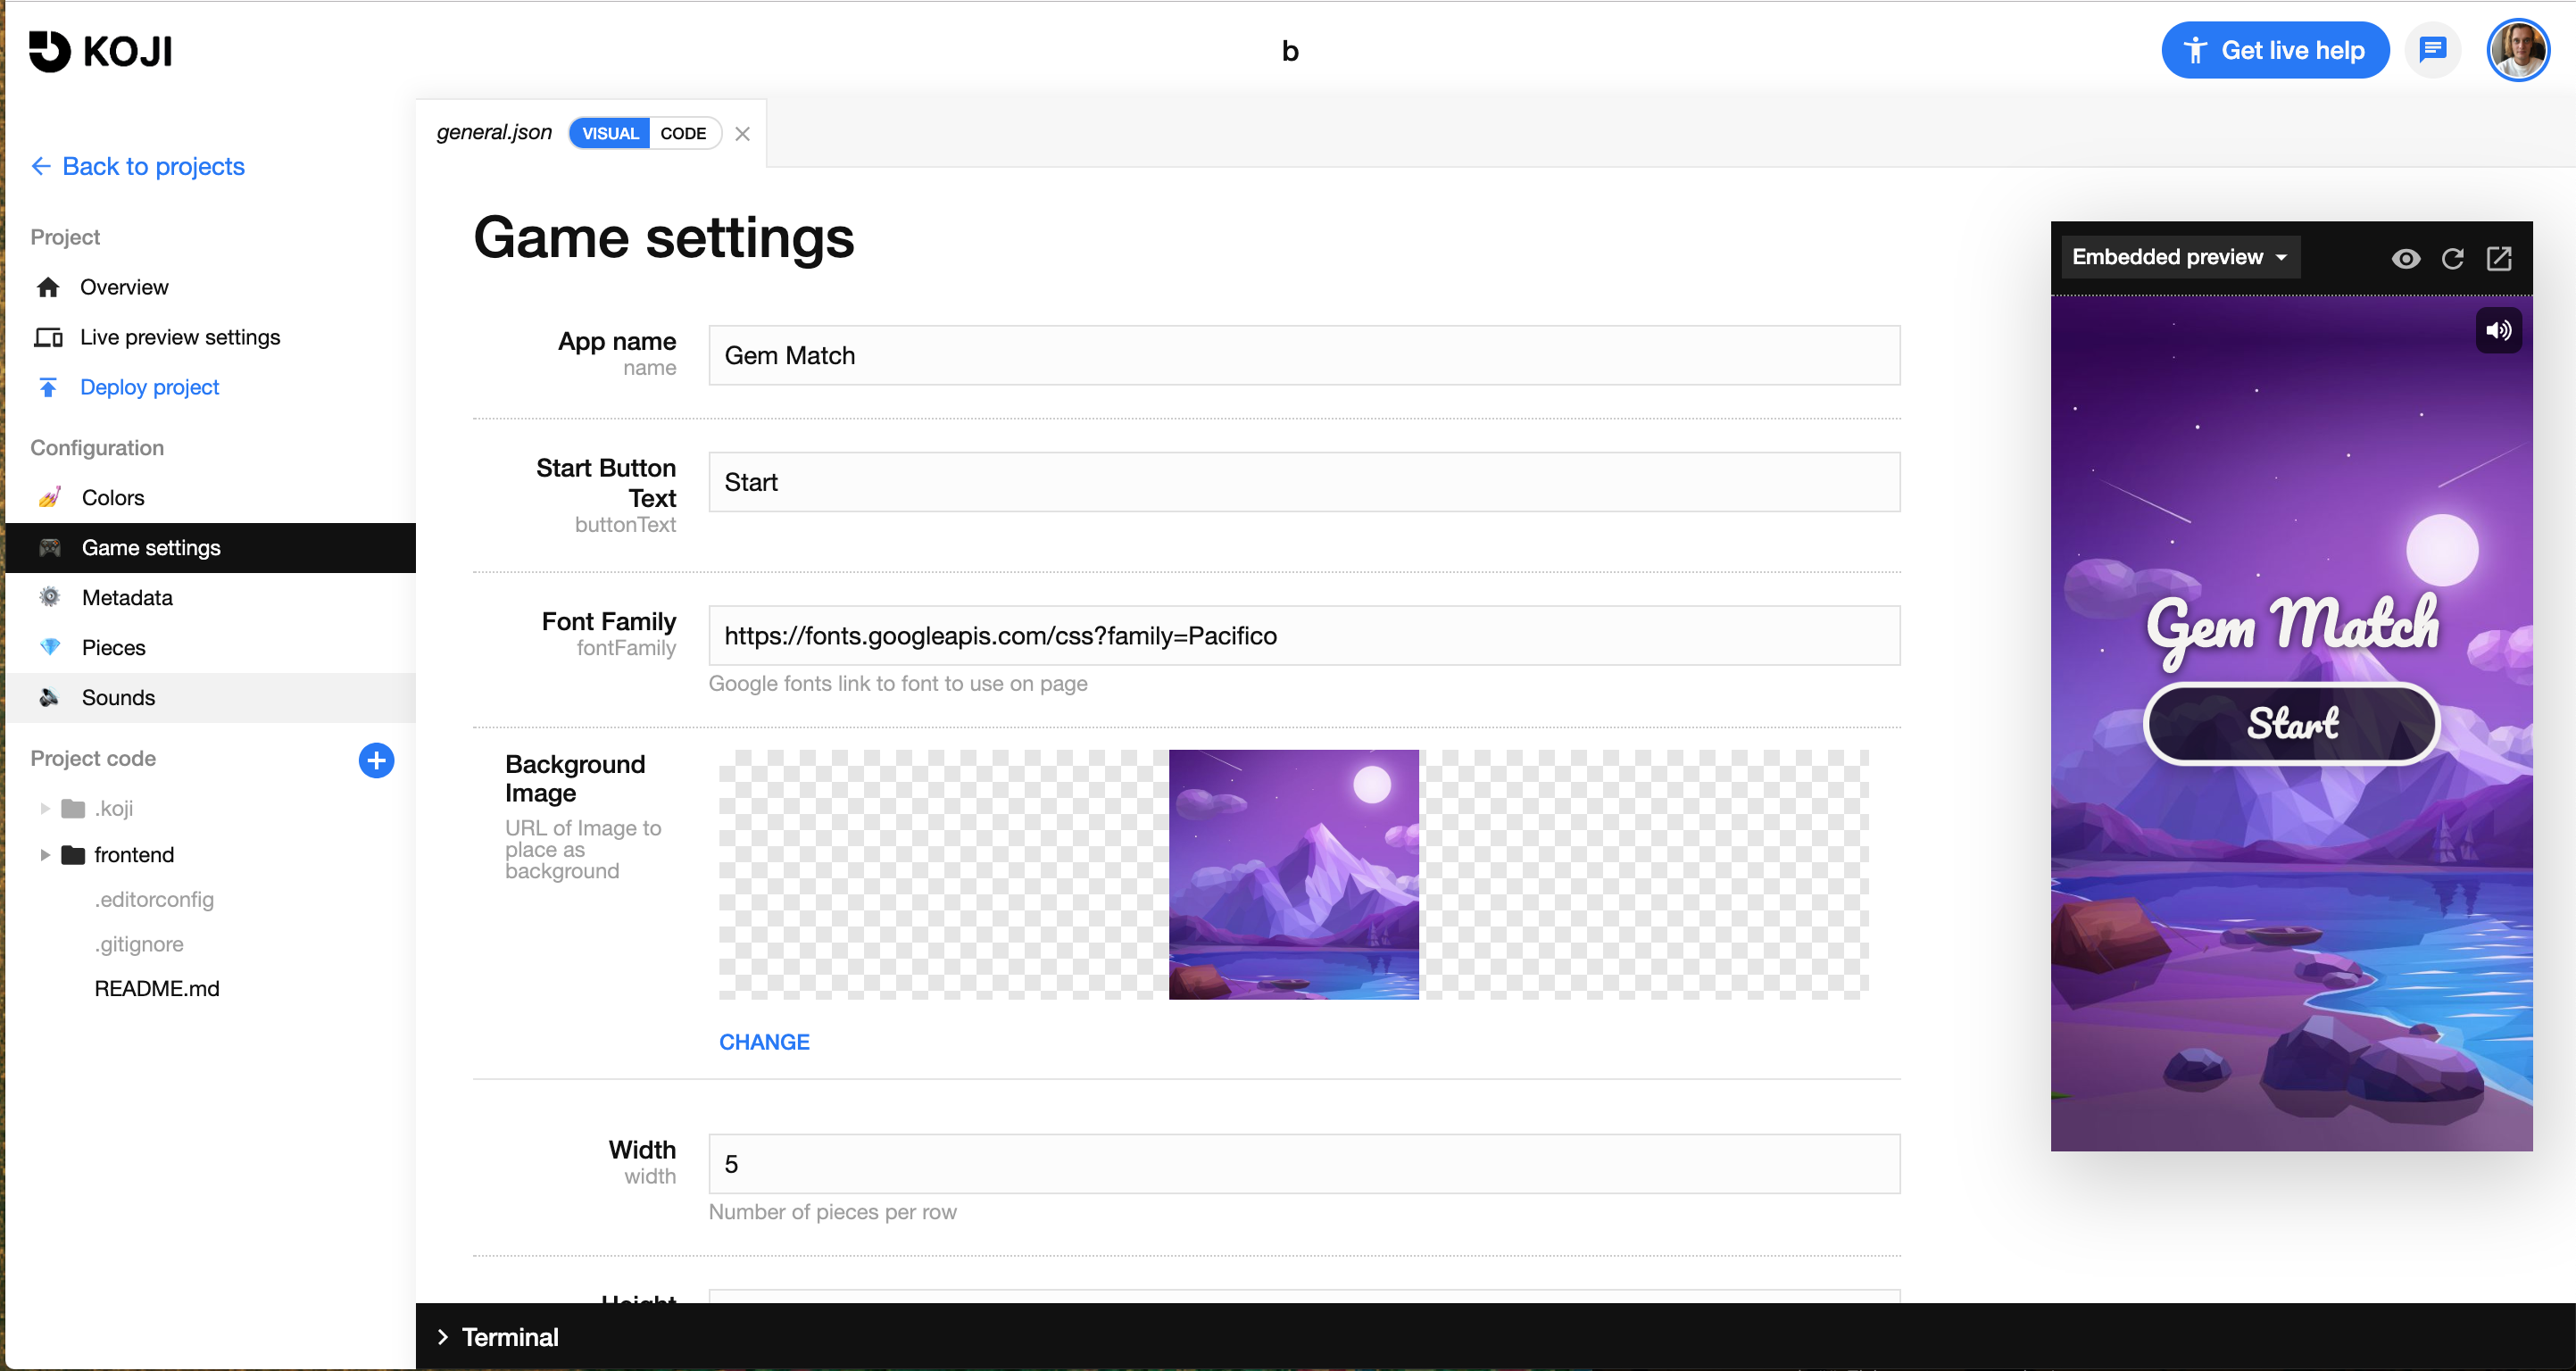 KOJI
b
Get live help
Back to projects
Project
Overview
Live preview settings
Deploy project
Configuration
Colors
Game settings
Metadata
Pieces
Sounds
Project code
.koji
frontend
.editorconfig
.gitignore
README.md
general.json VISUAL CODE
Game settings
App name
name
Gem Match
Start Button
Text
buttonText
Start
Font Family
fontFamily
https://fonts.googleapis.com/css?family=Pacifico
Google fonts link to font to use on page
Background
Image
URL of Image to
place as
background
CHANGE
Width
width
5
Number of pieces per row
Height
Terminal
Embedded preview
Gem Match
Start